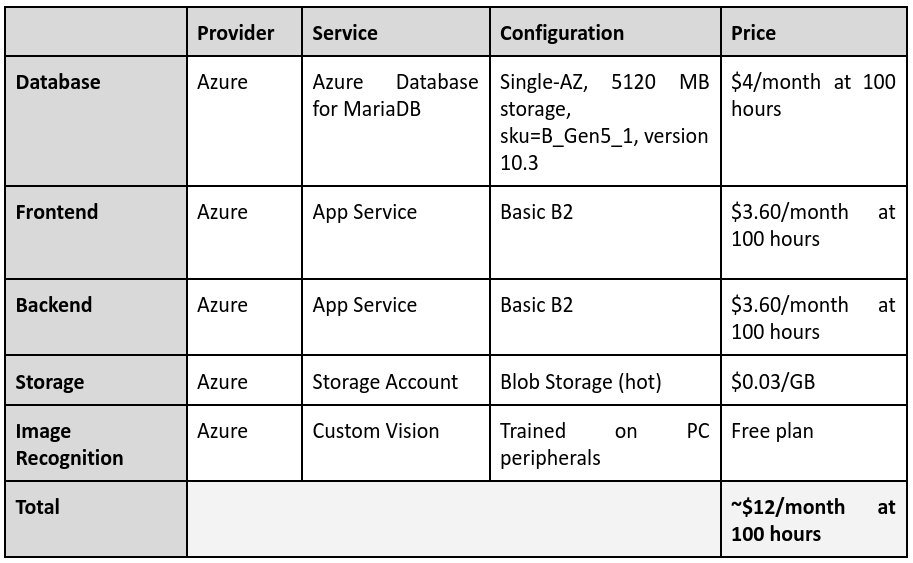 Provider Service Configuration Price
Database Azure Azure Database Single-AZ, 5120 MB $4/month at 100
for MariaDB storage, hours
sku=B_Gen5_1, version
10.3
Frontend Azure App Service Basic B2 $3.60/month at
100 hours
Backend Azure App Service Basic B2 $3.60/month at
100 hours
Storage Azure Storage Account Blob Storage (hot) $0.03/GB
Image Azure Custom Vision Trained on PC Free plan
Recognition peripherals
Total ~$12/month at
100 hours